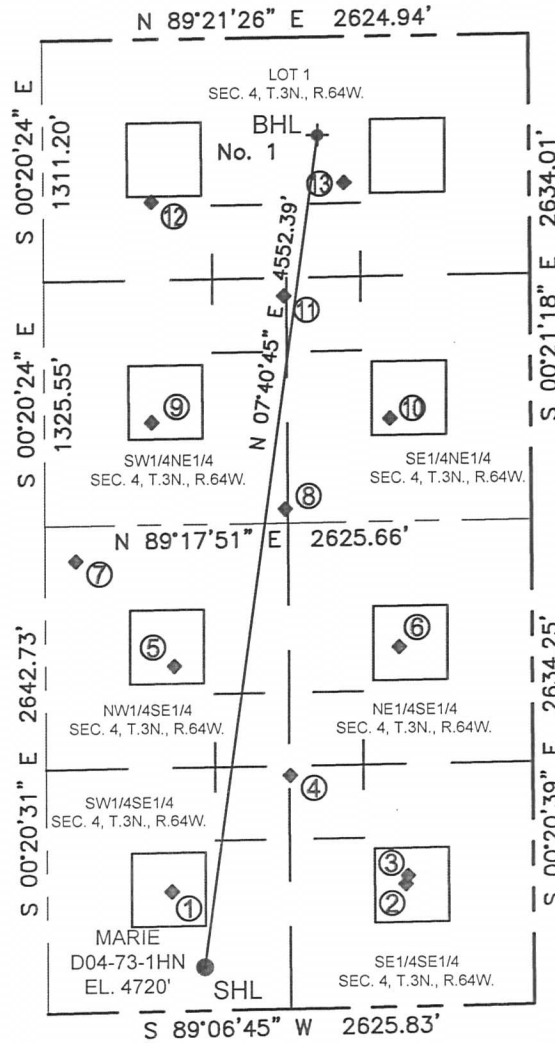 N 89°21'26" E 2624.94'
LOT 1
SEC. 4, T.3N., R.64W.
BHL
No. 1
S 00°20'24" E
1311.20'
2634.01'
13
12
N 07°40'45" E 4552.39'
11
S 00°21'18" E
S 00°20'24" E
1325.55'
9
10
SW1/4NE1/4
SEC. 4, T.3N., R.64W.
SE1/4NE1/4
SEC. 4, T.3N., R.64W.
8
N 89°17'51" E 2625.66'
7
5
6
S 00°20'31" E 2642.73'
S 00°20'39" E 2634.25'
NW1/4SE1/4
SEC. 4, T.3N., R.64W.
NE1/4SE1/4
SEC. 4, T.3N., R.64W.
4
SW1/4SE1/4
SEC. 4, T.3N., R.64W.
3
1
2
MARIE
D04-73-1HN
EL. 4720'
SHL
SE1/4SE1/4
SEC. 4, T.3N., R.64W.
S 89°06'45" W 2625.83'